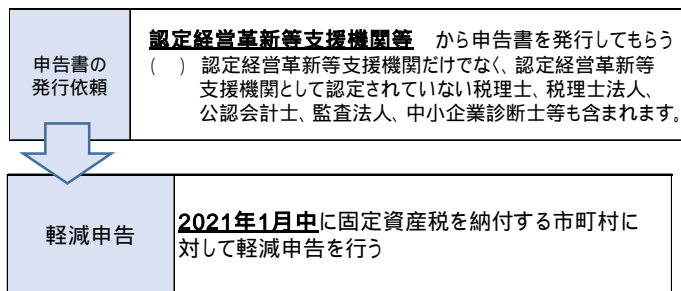 申告書の
発行依頼
認定経営革新等支援機関等 から申告書を発行してもらう
( ) 認定経営革新等支援機関だけでなく、認定経営革新等
支援機関として認定されていない税理士、税理士法人、
公認会計士、監査法人、中小企業診断士等も含まれます。
軽減申告
2021年1月中に固定資産税を納付する市町村に
対して軽減申告を行う